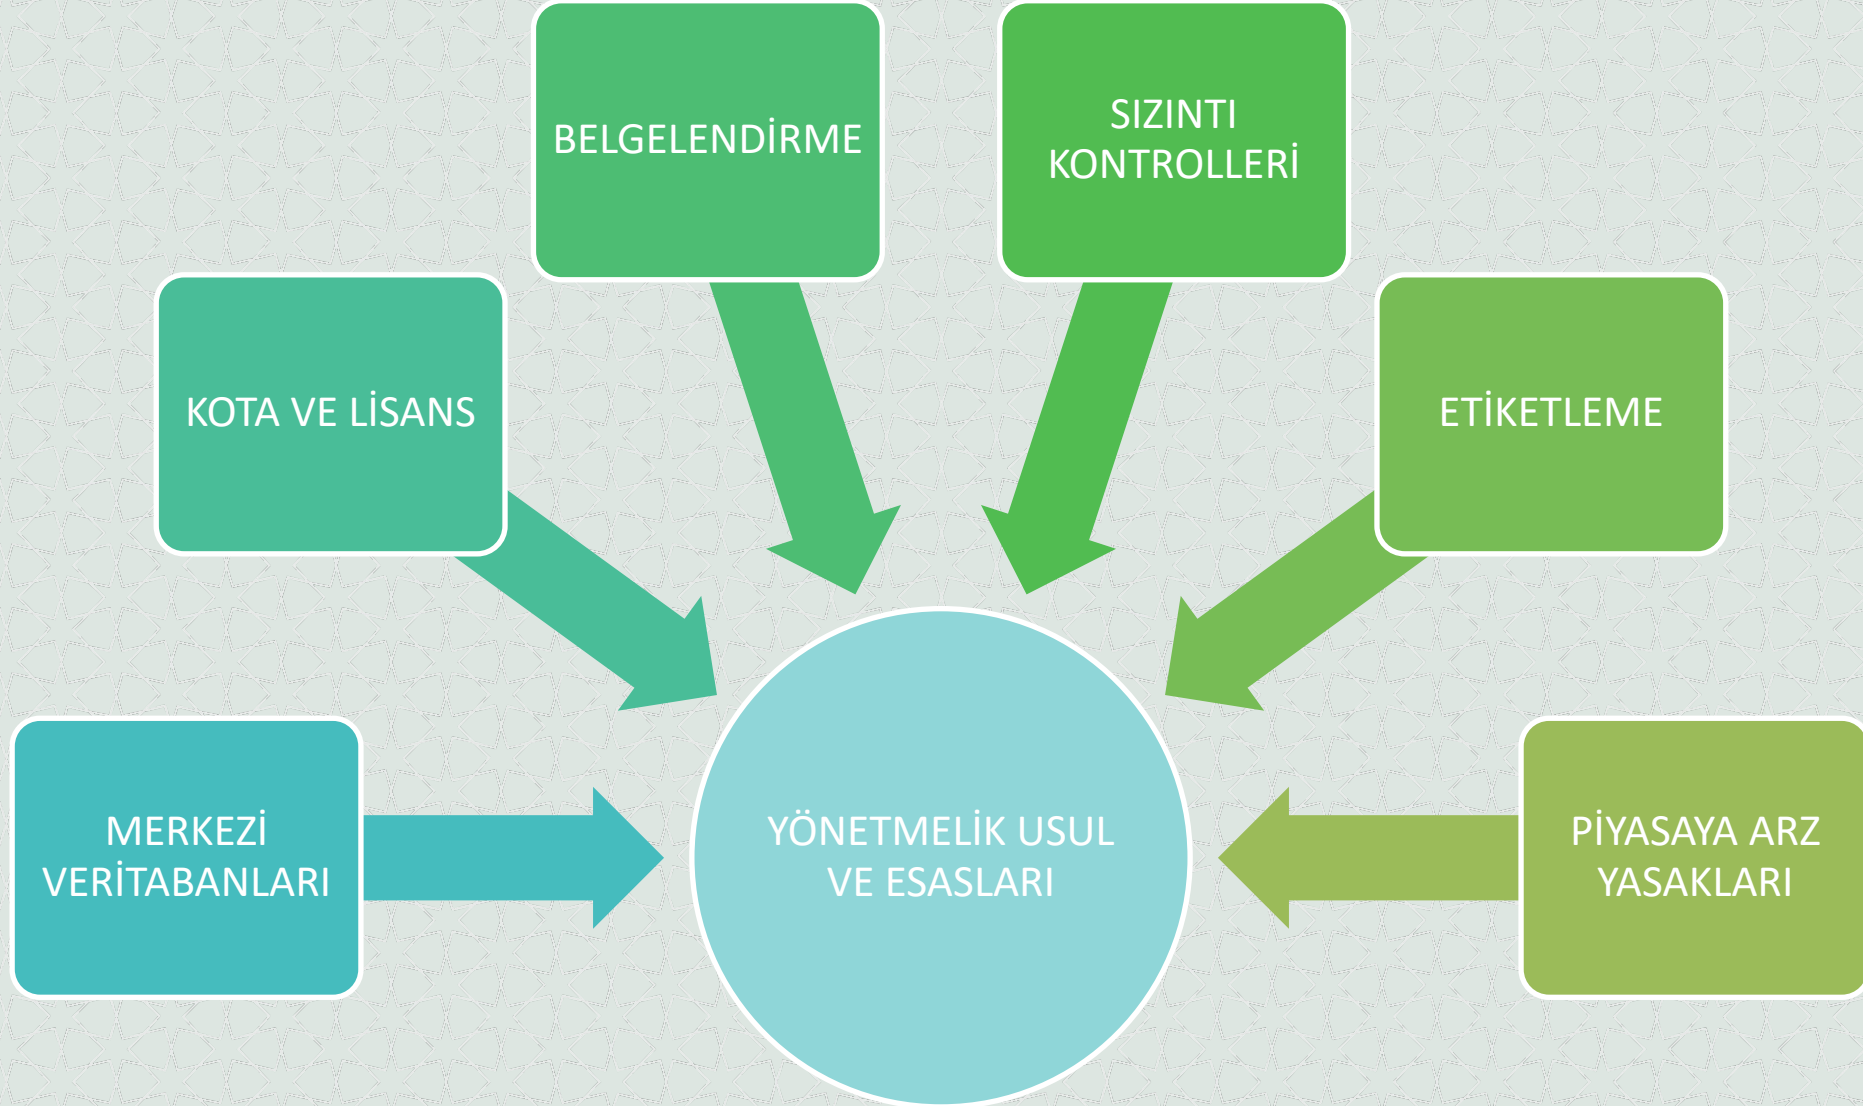 BELGELENDİRME
SIZINTI
KONTROLLERİ
KOTA VE LİSANS
ETİKETLEME
MERKEZİ
VERİTABANLARI
YÖNETMELİK USUL
VE ESASLARI
PİYASAYA ARZ
YASAKLARI